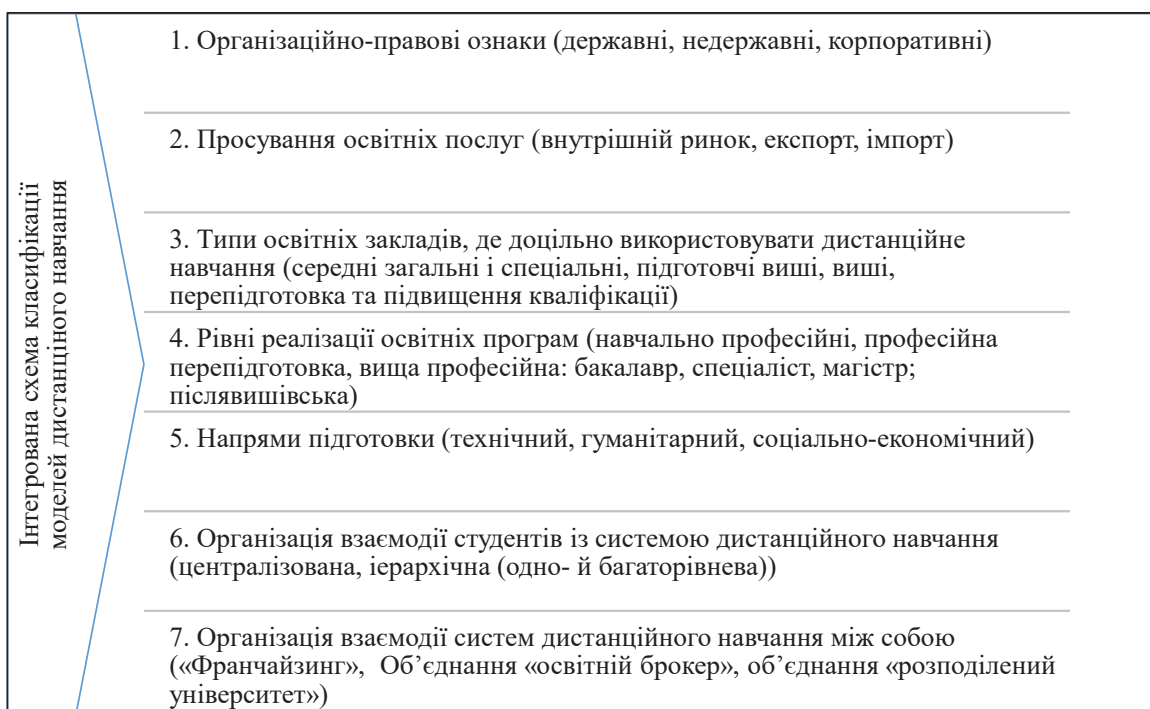 Інтегрована схема класифікації
моделей дистанціного навчання
1. Організаційно-правові ознаки (державні, недержавні, корпоративні)
2. Просування освітніх послуг (внутрішній ринок, експорт, імпорт)
3. Типи освітніх закладів, де доцільно використовувати дистанційне
навчання (середні загальні і спеціальні, підготовчі виші, виші,
перепідготовка та підвищення кваліфікації)
4. Рівні реалізації освітніх програм (навчально професійні, професійна
перепідготовка, вища професійна: бакалавр, спеціаліст, магістр;
післявишівська)
5. Напрями підготовки (технічний, гуманітарний, соціально-економічний)
6. Організація взаємодії студентів із системою дистанційного навчання
(централізована, ієрархічна (одно- й багаторівнева))
7. Організація взаємодії систем дистанційного навчання між собою
(«Франчайзинг», Об’єднання «освітній брокер», об’єднання «розподілений
університет»)